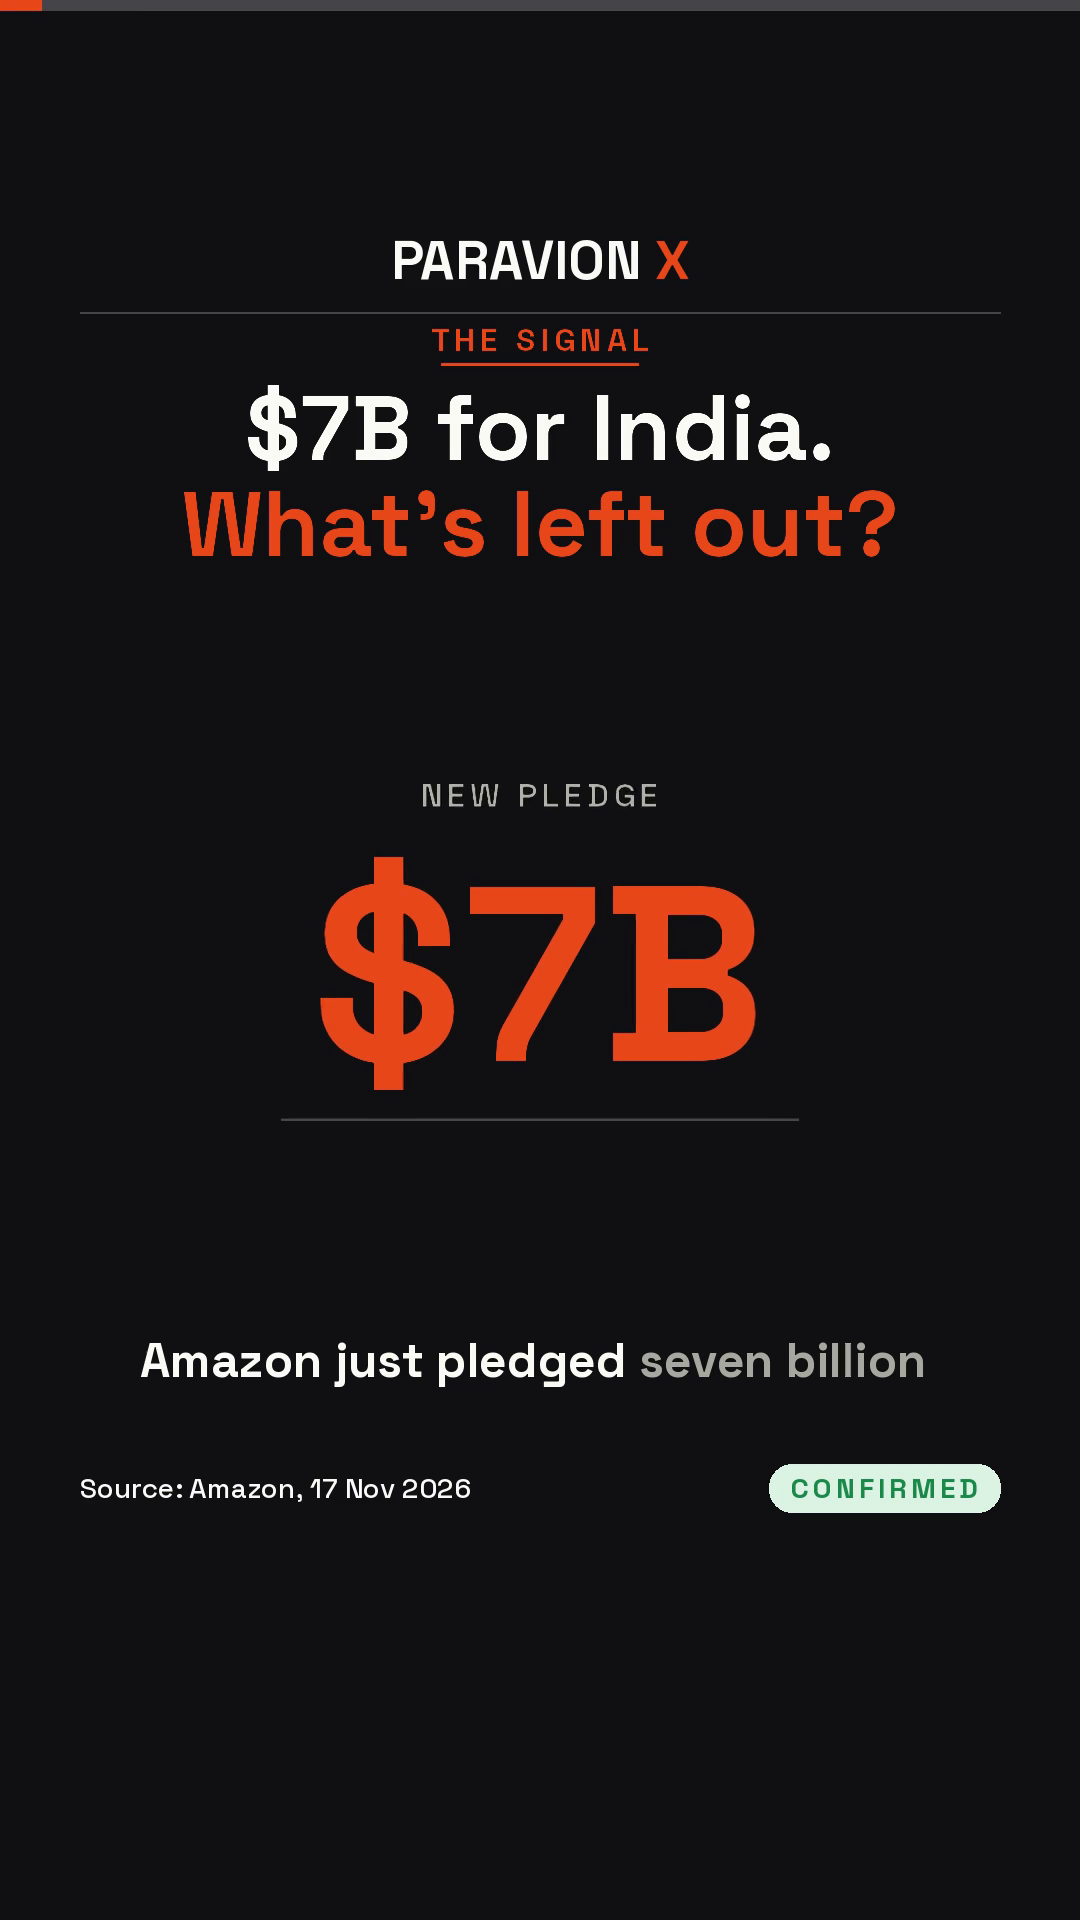 PARAVION X
THE SIGNAL
$7B for India.
What’s left out?
NEW PLEDGE
$7B
Amazon just pledged seven billion
Source: Amazon, 17 Nov 2026
CONFIRMED